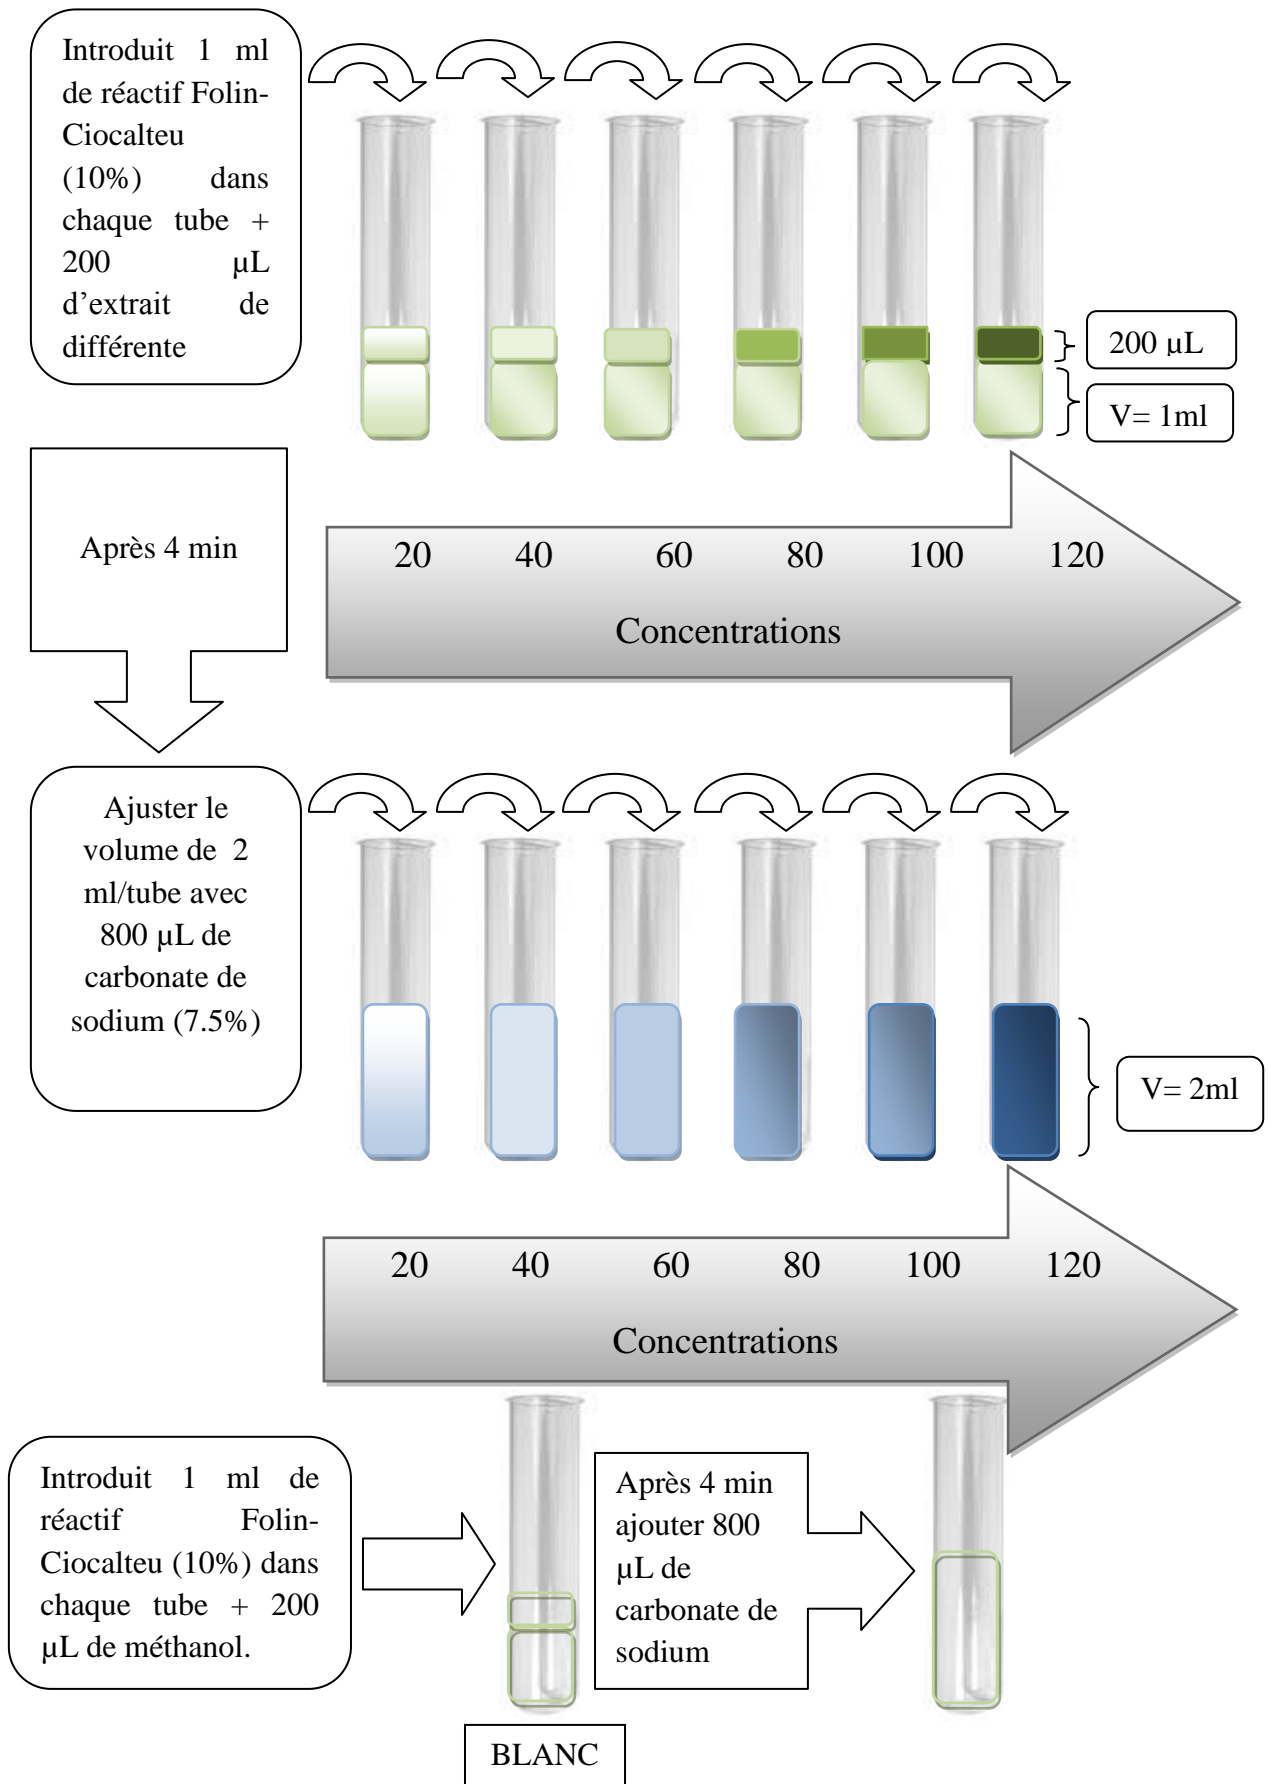 Introduit 1 ml
de réactif Folin-
Ciocalteu
(10%) dans
chaque tube +
200 µL
d’extrait de
différente
200 µL
V= 1ml
Après 4 min
20 40 60 80 100 120
Concentrations
Ajuster le
volume de 2
ml/tube avec
800 µL de
carbonate de
sodium (7.5%)
V= 2ml
20 40 60 80 100 120
Concentrations
Introduit 1 ml de
réactif Folin-
Ciocalteu (10%) dans
chaque tube + 200
µL de méthanol.
Après 4 min
ajouter 800
µL de
carbonate de
sodium
BLANC